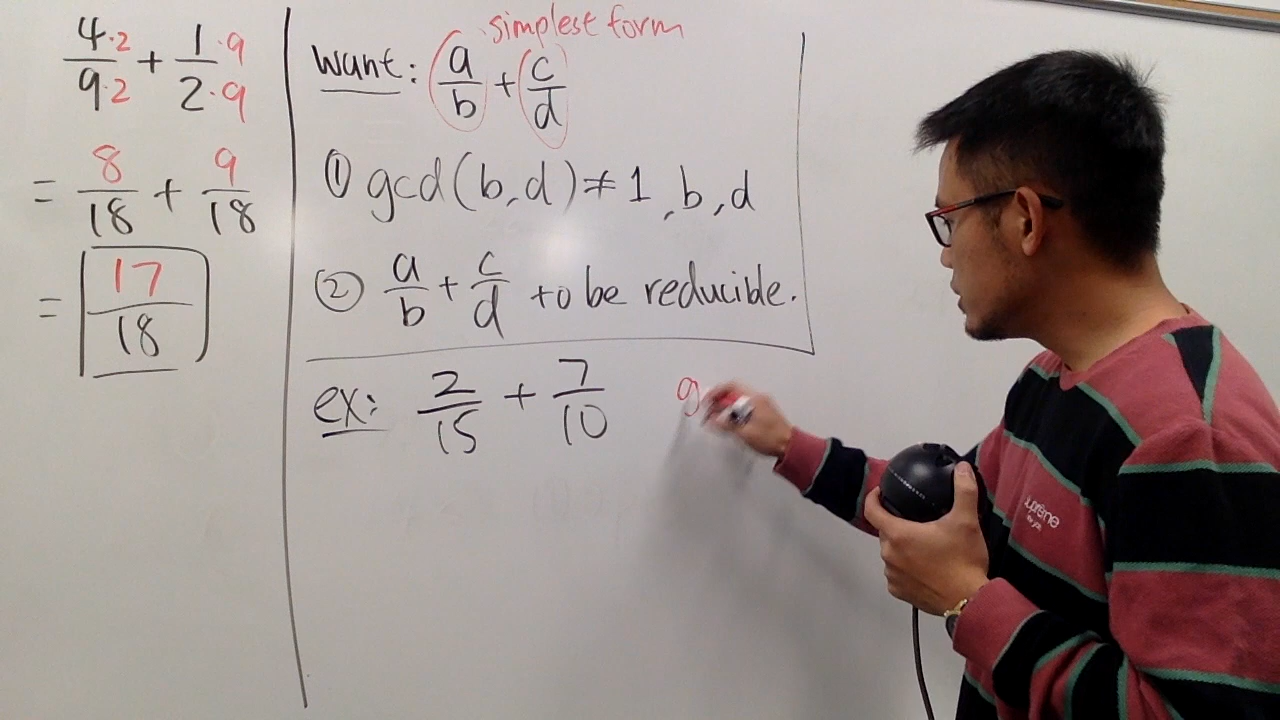 4·2/9·2 + 1·9/2·9
= 8/18 + 9/18
= 17/18
simplest form
Want: a/b + c/d
① gcd(b,d) ≠ 1, b, d
② a/b + c/d to be reducible.
ex: 2/15 + 7/10 g
Supreme